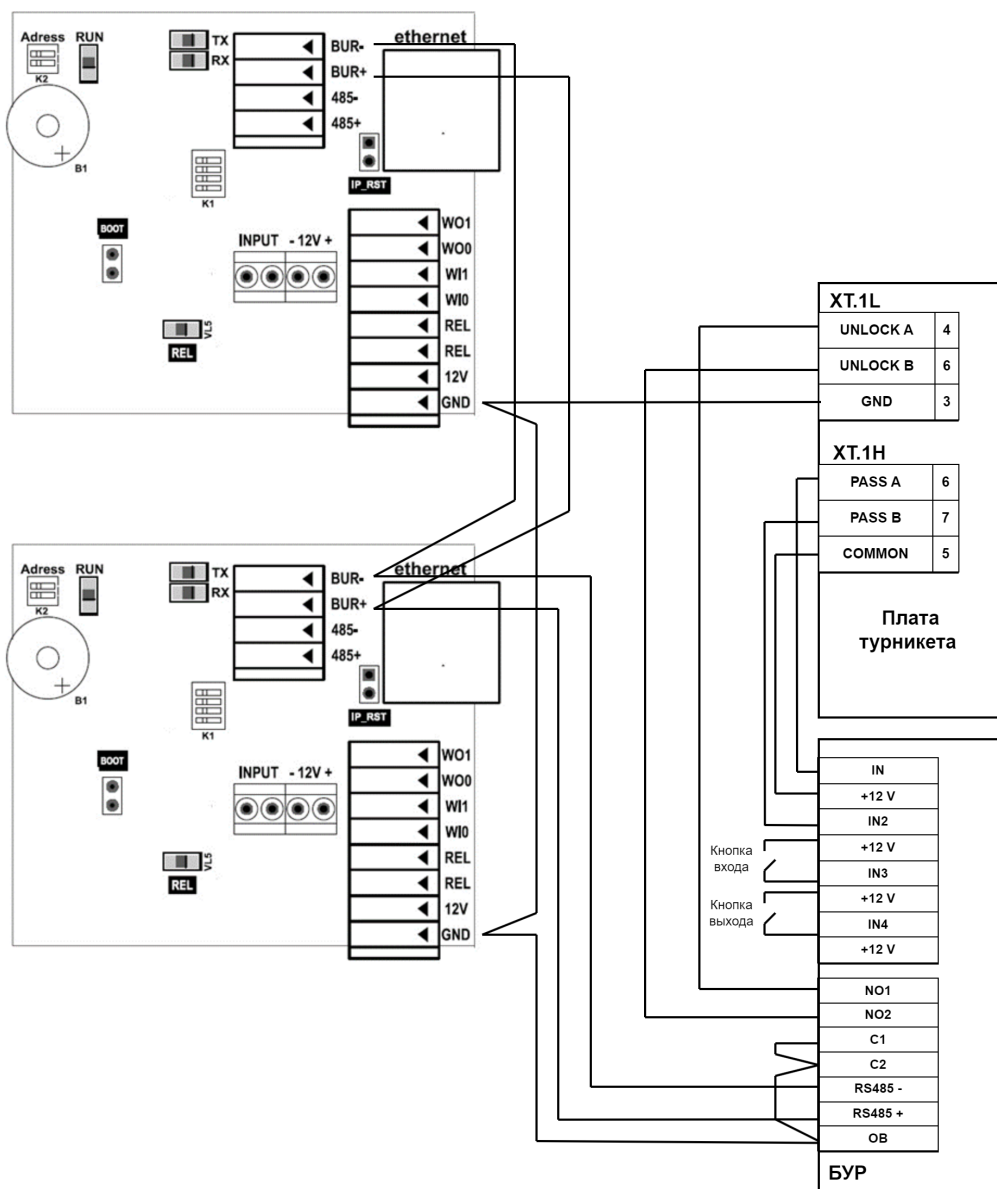 Adress RUN
K2
B1
TX
RX
BUR-
BUR+
485-
485+
ethernet
IP_RST
K1
BOOT
INPUT - 12V +
VL5
REL
WO1
WO0
WI1
WI0
REL
REL
12V
GND
XT.1L
UNLOCK A 4
UNLOCK B 6
GND 3
XT.1H
PASS A 6
PASS B 7
COMMON 5
Плата
турникета
Adress RUN
K2
B1
TX
RX
BUR-
BUR+
485-
485+
ethernet
IP_RST
K1
BOOT
INPUT - 12V +
VL5
REL
WO1
WO0
WI1
WI0
REL
REL
12V
GND
IN
+12 V
IN2
+12 V
IN3
+12 V
IN4
+12 V
Кнопка
входа
Кнопка
выхода
NO1
NO2
C1
C2
RS485 -
RS485 +
OB
БУР